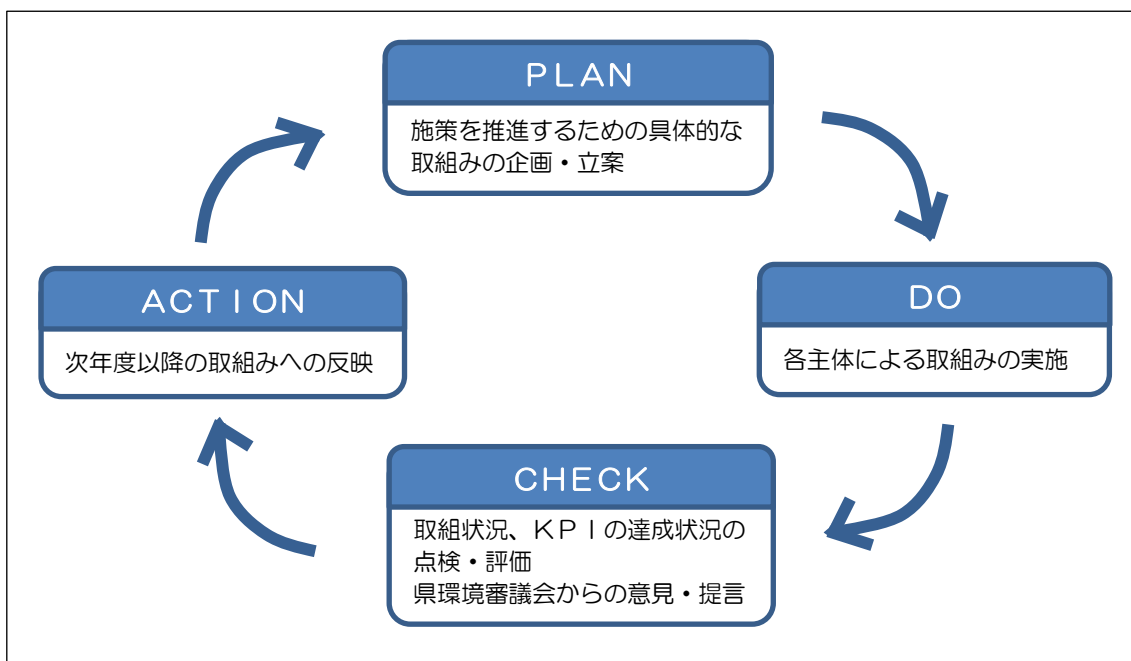 ＰＬＡＮ
施策を推進するための具体的な
取組みの企画・立案
ＤＯ
各主体による取組みの実施
ＣＨＥＣＫ
取組状況、ＫＰＩの達成状況の
点検・評価
県環境審議会からの意見・提言
ＡＣＴＩＯＮ
次年度以降の取組みへの反映